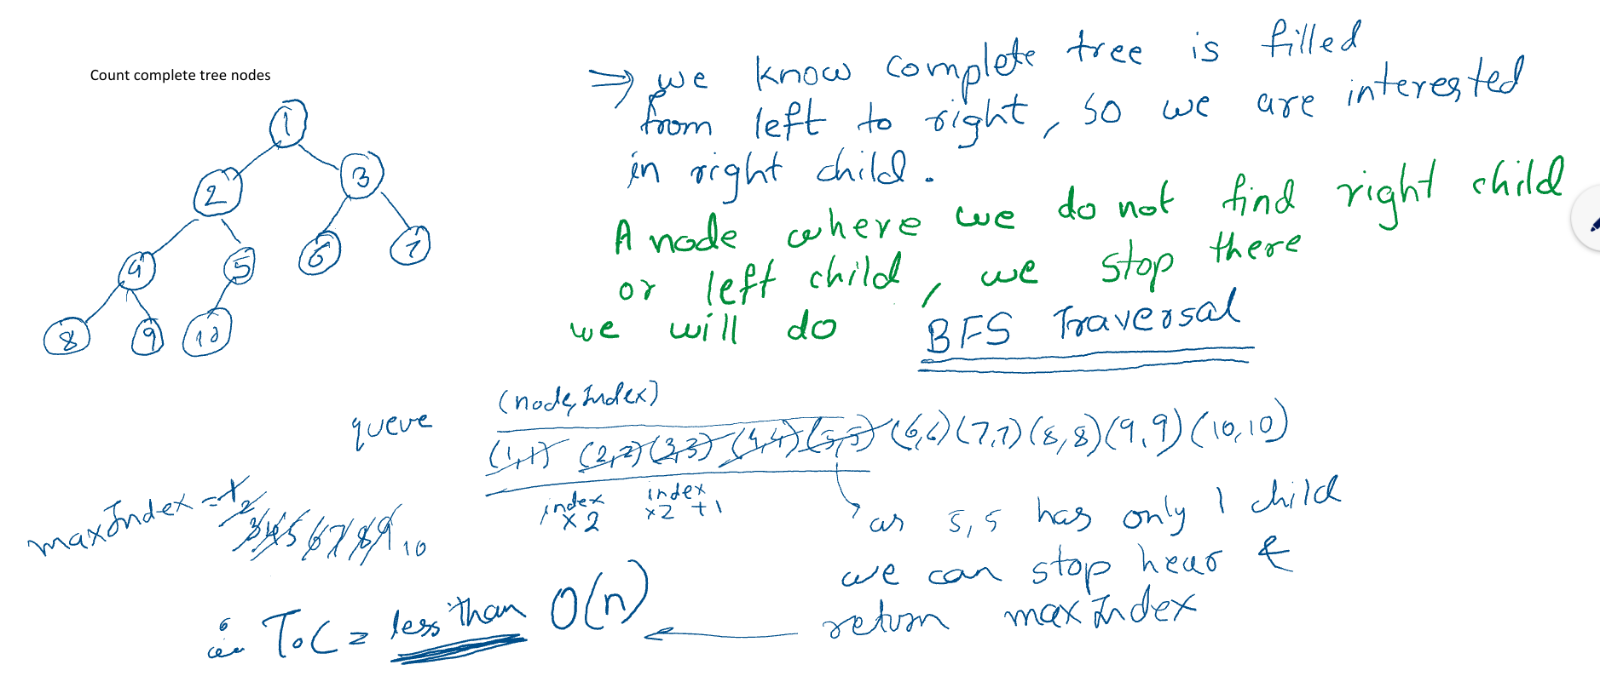 Count complete tree nodes
⇒ we know complete tree is filled
from left to right, so we are interested
in right child.
A node where we do not find right child
or left child, we stop there
we will do BFS Traversal
1
2 3
4 5 6 7
8 9 10
(node, Index)
queue
(1,1) (2,2) (3,3) (4,4) (5,5) (6,6) (7,7) (8,8) (9,9) (10,10)
index
x 2
index
x2 +1
maxIndex = 1 2
3 4 5 6 7 8 9 10
as 5,5 has only 1 child
we can stop hear &
return maxIndex
∴ T.C = less than O(n)